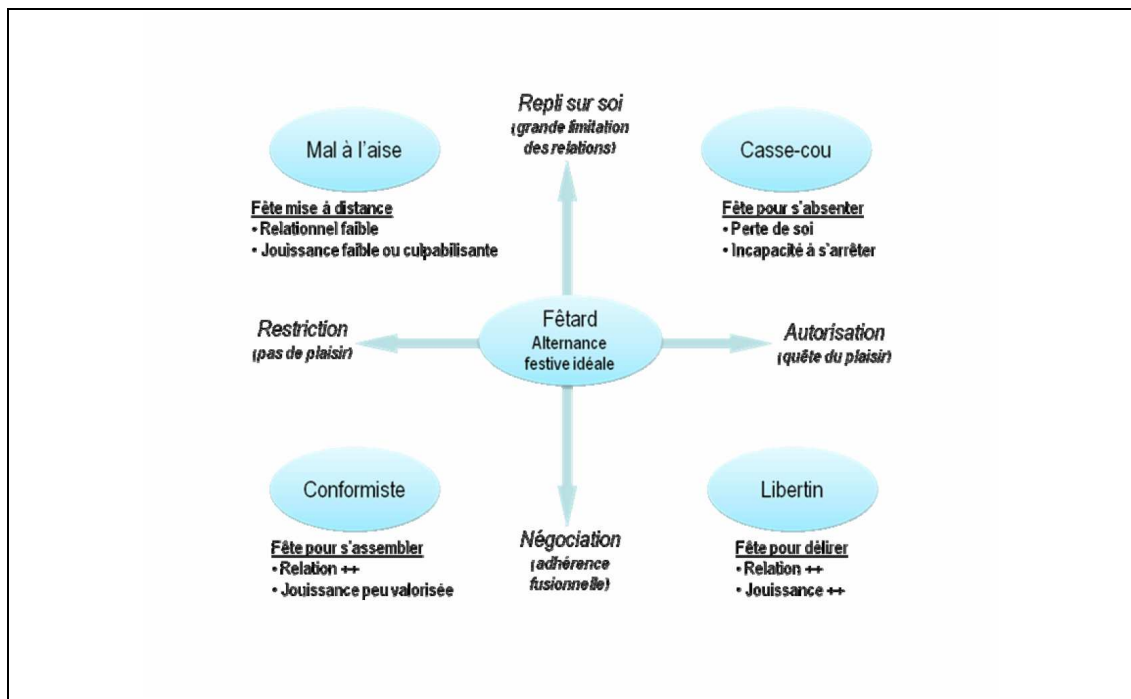 Repli sur soi
(grande limitation
des relations)
Mal à l'aise
Casse-cou
Fête mise à distance
• Relationnel faible
• Jouissance faible ou culpabilisante
Fête pour s'absenter
• Perte de soi
• Incapacité à s'arrêter
Restriction
(pas de plaisir)
Fêtard
Alternance
festive idéale
Autorisation
(quête du plaisir)
Conformiste
Libertin
Fête pour s'assembler
• Relation ++
• Jouissance peu valorisée
Négociation
(adhérence
fusionnelle)
Fête pour délirer
• Relation ++
• Jouissance ++